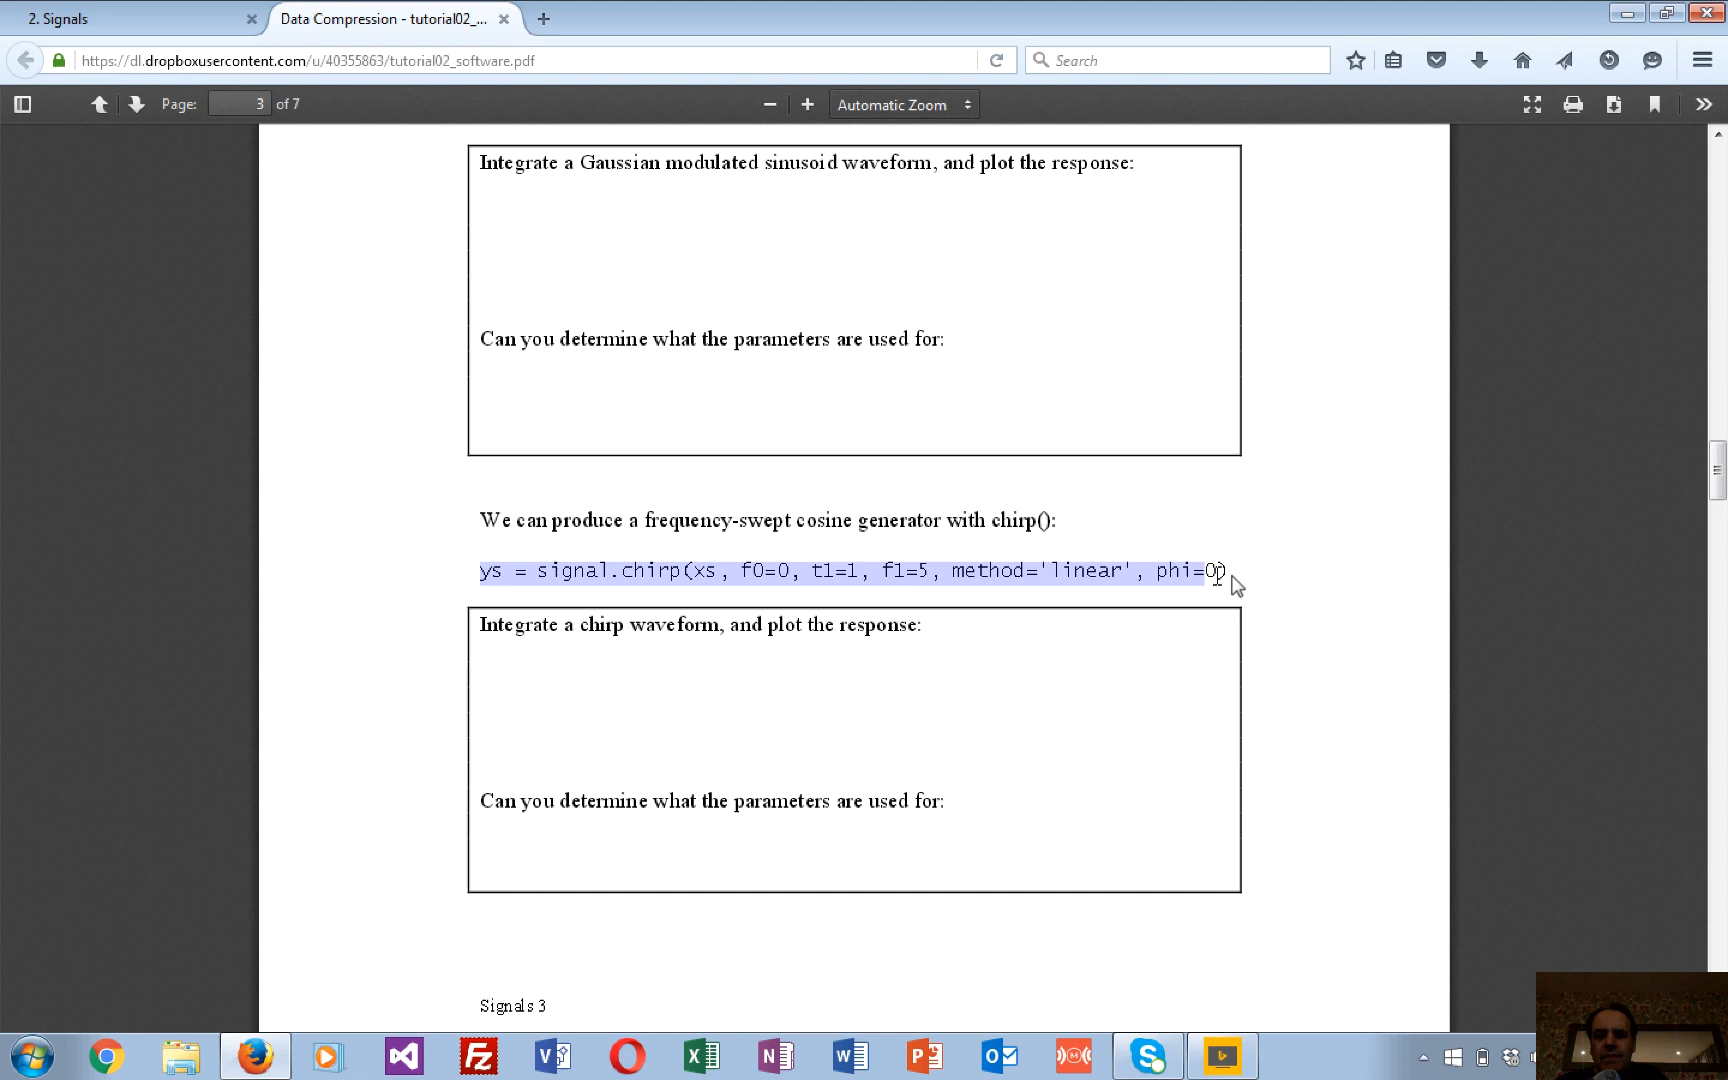 2. Signals
Data Compression - tutorial02_...
https://dl.dropboxusercontent.com/u/40355863/tutorial02_software.pdf
Search
Page: 3 of 7
Automatic Zoom
Integrate a Gaussian modulated sinusoid waveform, and plot the response:
Can you determine what the parameters are used for:
We can produce a frequency-swept cosine generator with chirp():
ys = signal.chirp(xs, f0=0, t1=1, f1=5, method='linear', phi=0)
Integrate a chirp waveform, and plot the response:
Can you determine what the parameters are used for:
Signals 3